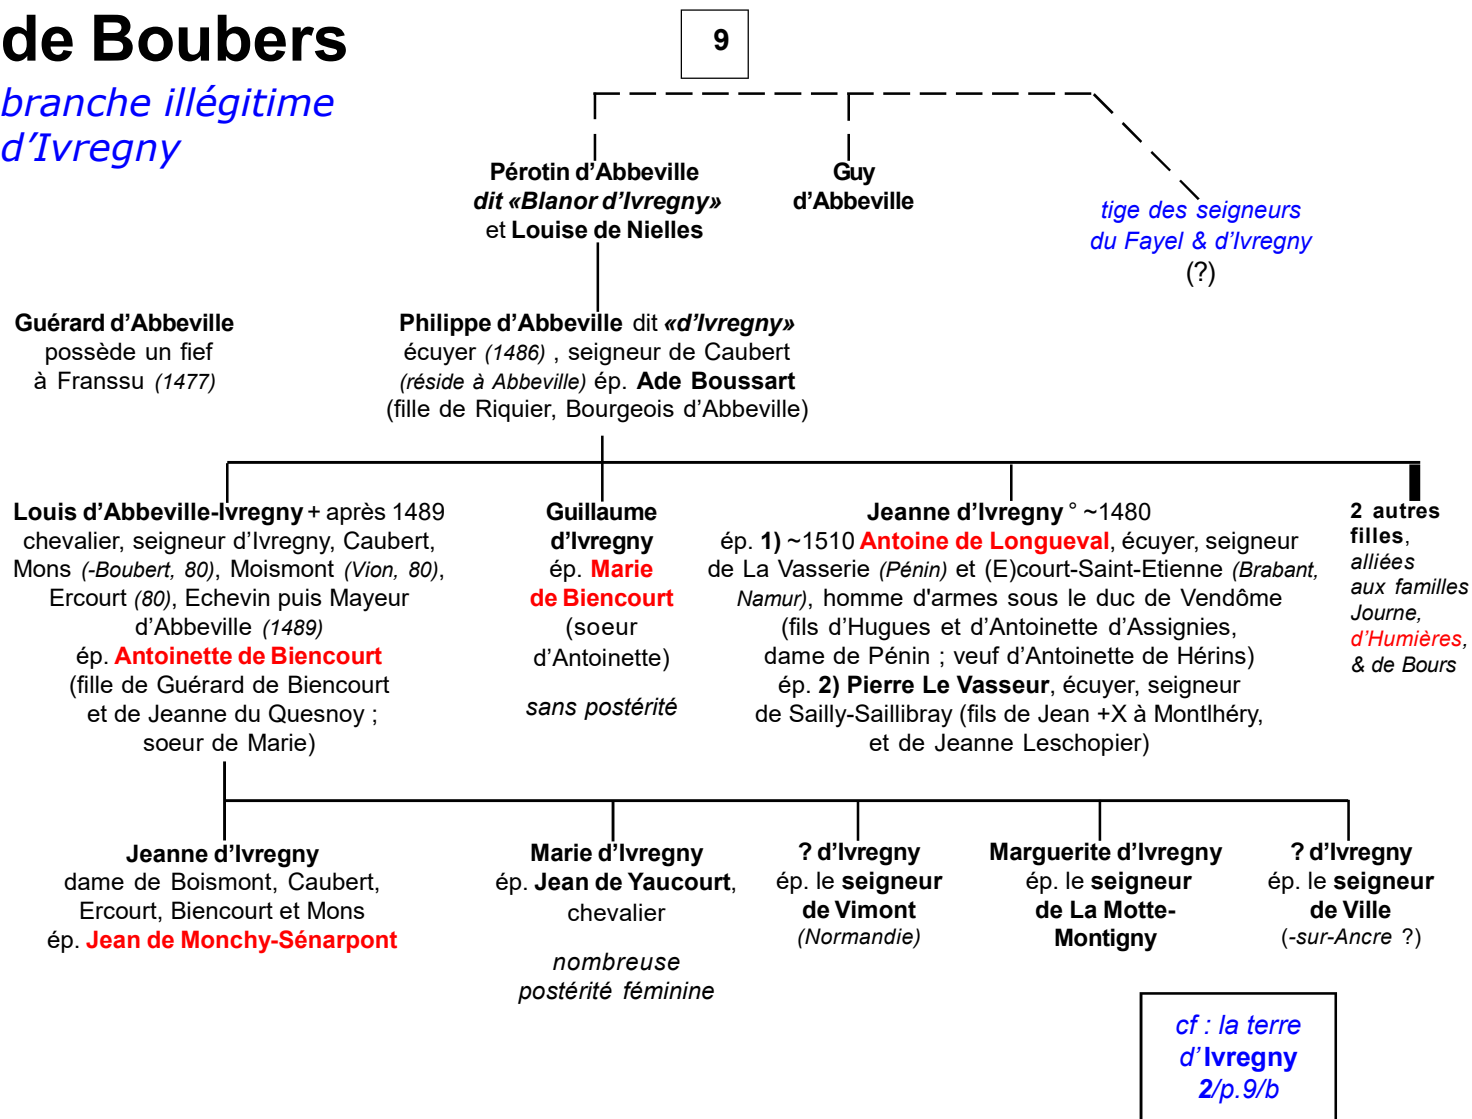 de Boubers
branche illégitime
d’Ivregny
9
Pérotin d’Abbeville
dit «Blanor d’Ivregny»
et Louise de Nielles
Guy
d’Abbeville
tige des seigneurs
du Fayel & d’Ivregny
(?)
Guérard d’Abbeville
possède un fief
à Franssu (1477)
Philippe d’Abbeville dit «d’Ivregny»
écuyer (1486) , seigneur de Caubert
(réside à Abbeville) ép. Ade Boussart
(fille de Riquier, Bourgeois d’Abbeville)
Louis d’Abbeville-Ivregny + après 1489
chevalier, seigneur d’Ivregny, Caubert,
Mons (-Boubert, 80), Moismont (Vion, 80),
Ercourt (80), Echevin puis Mayeur
d’Abbeville (1489)
ép. Antoinette de Biencourt
(fille de Guérard de Biencourt
et de Jeanne du Quesnoy ;
soeur de Marie)
Guillaume
d’Ivregny
ép. Marie
de Biencourt
(soeur
d’Antoinette)
sans postérité
Jeanne d’Ivregny ° ~1480
ép. 1) ~1510 Antoine de Longueval, écuyer, seigneur
de La Vasserie (Pénin) et (E)court-Saint-Etienne (Brabant,
Namur), homme d'armes sous le duc de Vendôme
(fils d’Hugues et d’Antoinette d’Assignies,
dame de Pénin ; veuf d’Antoinette de Hérins)
ép. 2) Pierre Le Vasseur, écuyer, seigneur
de Sailly-Saillibray (fils de Jean +X à Montlhéry,
et de Jeanne Leschopier)
2 autres
filles,
alliées
aux familles
Journe,
d’Humières,
& de Bours
Jeanne d’Ivregny
dame de Boismont, Caubert,
Ercourt, Biencourt et Mons
ép. Jean de Monchy-Sénarpont
Marie d’Ivregny
ép. Jean de Yaucourt,
chevalier
nombreuse
postérité féminine
? d’Ivregny
ép. le seigneur
de Vimont
(Normandie)
Marguerite d’Ivregny
ép. le seigneur
de La Motte-
Montigny
? d’Ivregny
ép. le seigneur
de Ville
(-sur-Ancre ?)
cf : la terre
d’Ivregny
2/p.9/b